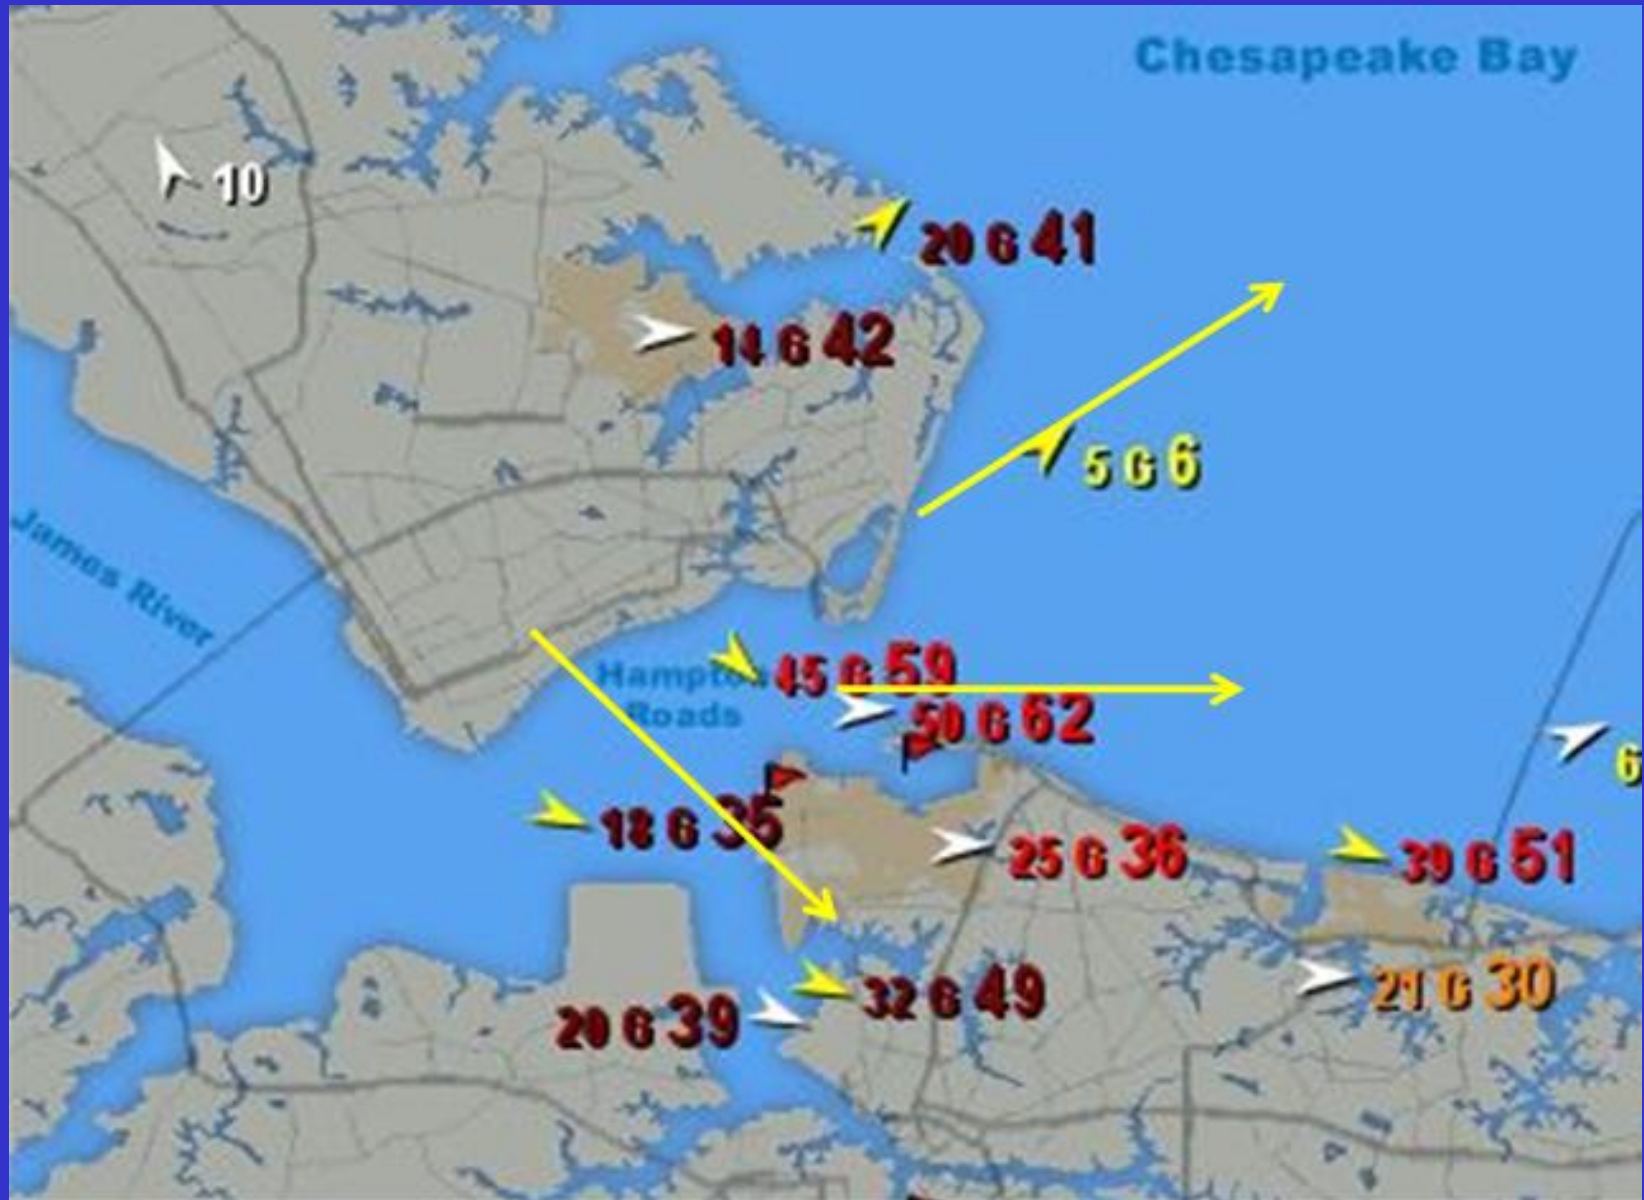 Chesapeake Bay
10
20 G 41
14 G 42
5 G 6
James River
45 G 59
Hampton
Roads
50 G 62
6
18 G 35
25 G 36
39 G 51
21 G 30
32 G 49
20 G 39